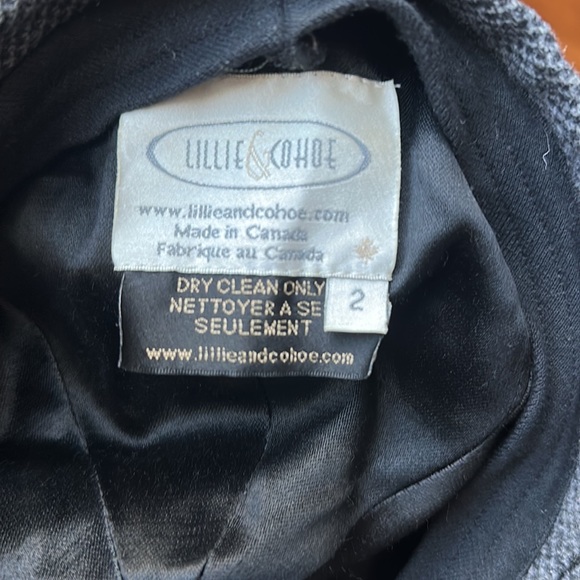 LILLIE & COHOE
www.lillieandcohoe.com
Made in Canada
Fabrique au Canada
DRY CLEAN ONLY
NETTOYER A SE
SEULEMENT
2
www.lillieandcohoe.com